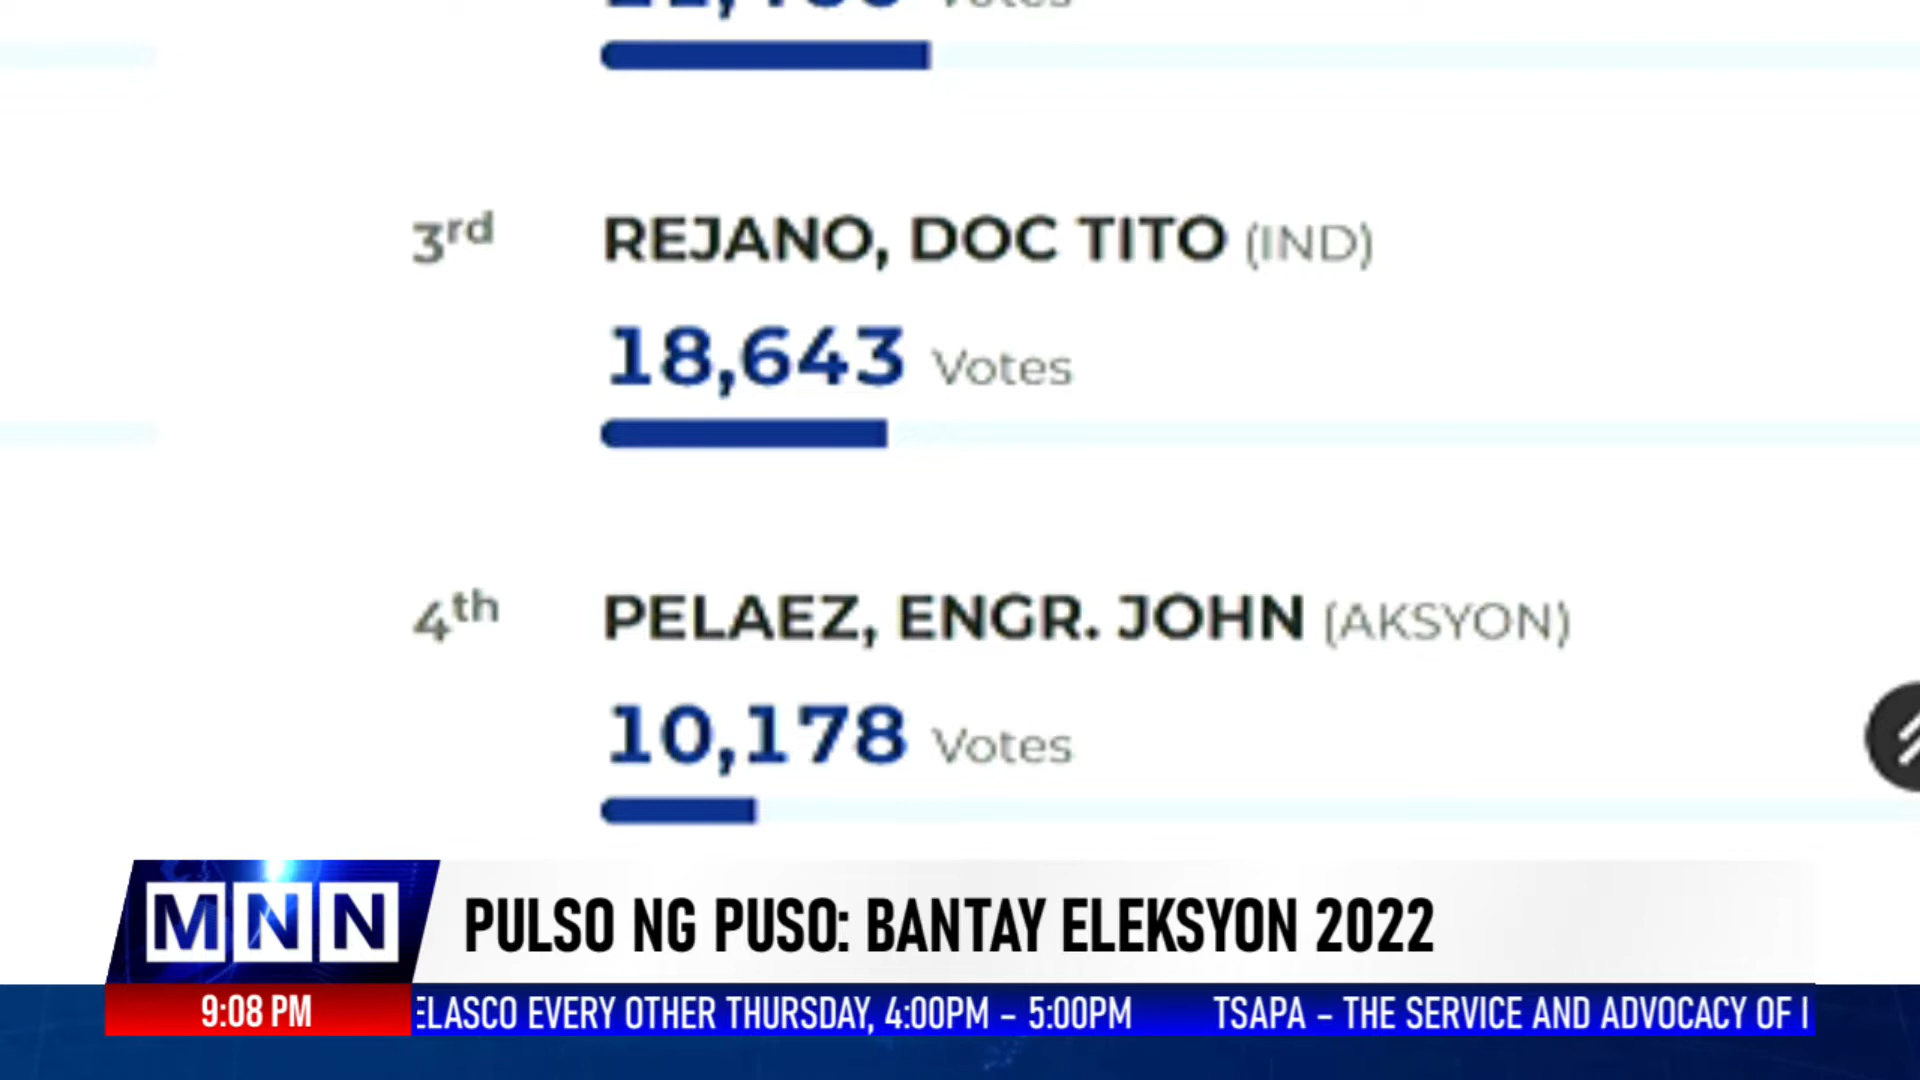 Votes
3rd REJANO, DOC TITO (IND)
18,643 Votes
4th PELAEZ, ENGR. JOHN (AKSYON)
10,178 Votes
MNN PULSO NG PUSO: BANTAY ELEKSYON 2022
9:08 PM ELASCO EVERY OTHER THURSDAY, 4:00PM – 5:00PM TSAPA – THE SERVICE AND ADVOCACY OF